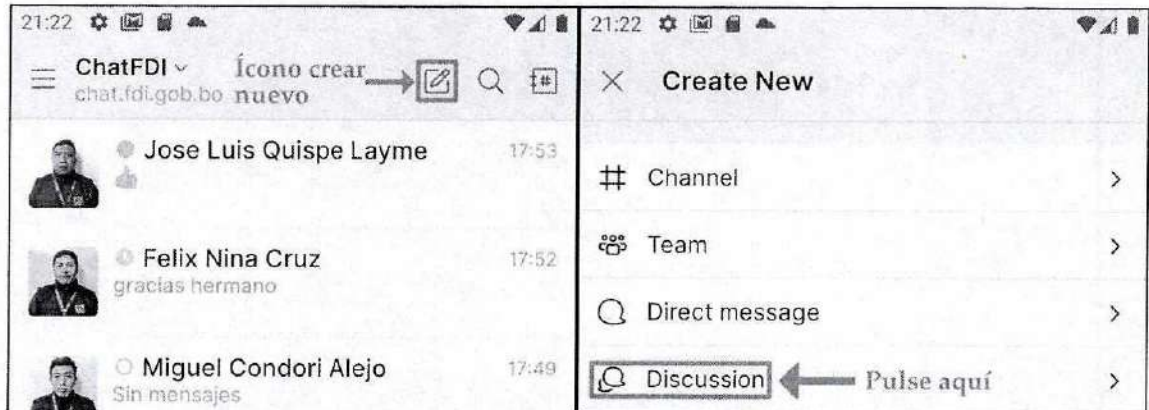 21:22
ChatFDI
chat.fdi.gob.bo
Ícono crear
nuevo
Jose Luis Quispe Layme
17:53
Felix Nina Cruz
17:52
gracias hermano
Miguel Condori Alejo
17:49
Sin mensajes
21:22
Create New
Channel
Team
Direct message
Discussion
Pulse aquí